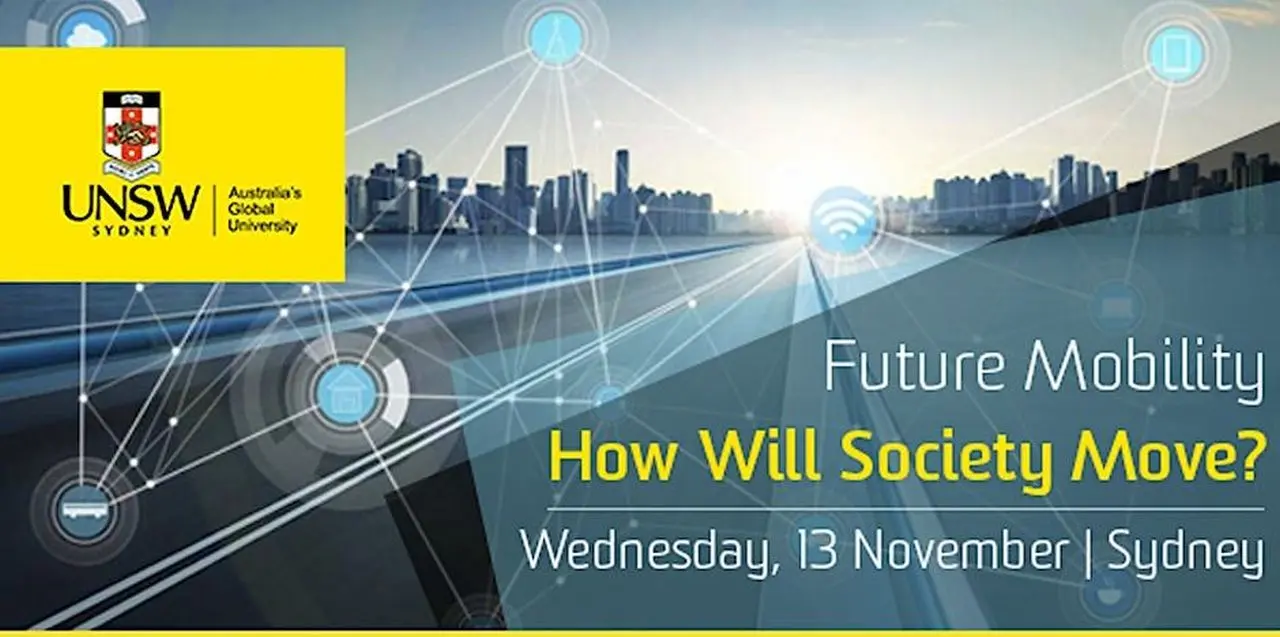 UNSW
SYDNEY
Australia's
Global
University
Future Mobility
How Will Society Move?
Wednesday, 13 November | Sydney